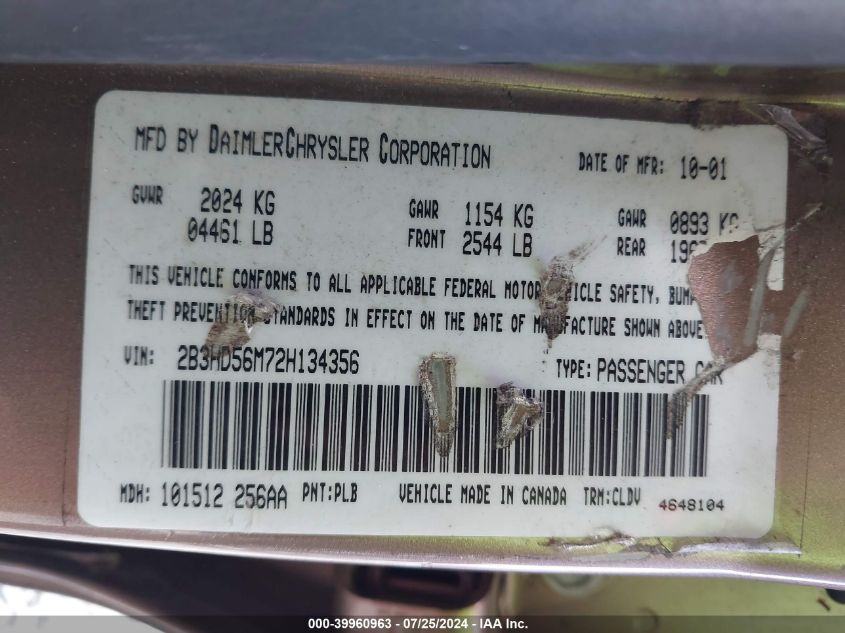 MFD BY DAIMLERCHRYSLER CORPORATION DATE OF MFR: 10-01
GVWR 2024 KG GAWR 1154 KG GAWR 0893 KG
04461 LB FRONT 2544 LB REAR
THIS VEHICLE CONFORMS TO ALL APPLICABLE FEDERAL MOTOR VEHICLE SAFETY,
THEFT PREVENTION STANDARDS IN EFFECT ON THE DATE OF MANUFACTURE SHOWN ABOVE
VIN: 2B3HD56M72H134356 TYPE: PASSENGER CAR
MDH: 101512 256AA PNT:PLB VEHICLE MADE IN CANADA TRM:CLDV 4648104
000-39960963 - 07/25/2024 - IAA Inc.